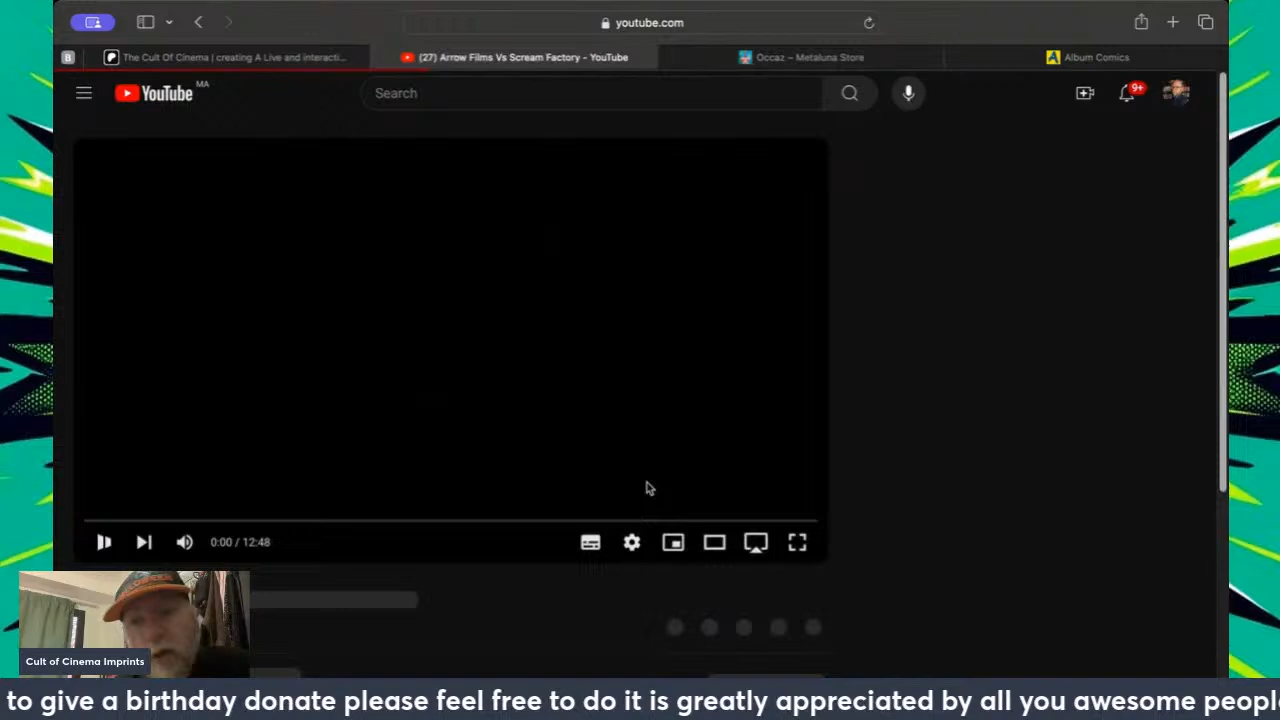 youtube.com
B
The Cult Of Cinema | creating A Live and interacti...
(27) Arrow Films Vs Scream Factory - YouTube
Occaz – Metaluna Store
A Album Comics
YouTube MA
Search
9+
0:00 / 12:48
Cult of Cinema Imprints
to give a birthday donate please feel free to do it is greatly appreciated by all you awesome peopl